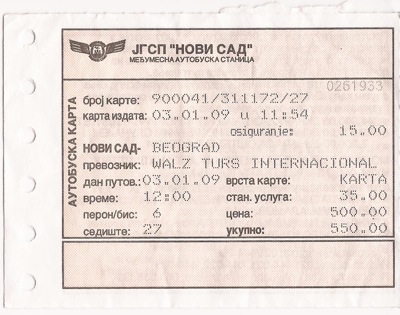 ЈГСП "НОВИ САД"
МЕЂУМЕСНА АУТОБУСКА СТАНИЦА
0261933
АУТОБУСКА КАРТА
број карте: 900041/311172/27
карта издата: 03.01.09 u 11:54
osiguranje: 15.00
НОВИ САД- BEOGRAD
превозник: WALZ TURS INTERNACIONAL
дан путов.: 03.01.09 врста карте: KARTA
време: 12:00 стан. услуга: 35.00
перон/бис: 6 цена: 500.00
седиште: 27 укупно: 550.00